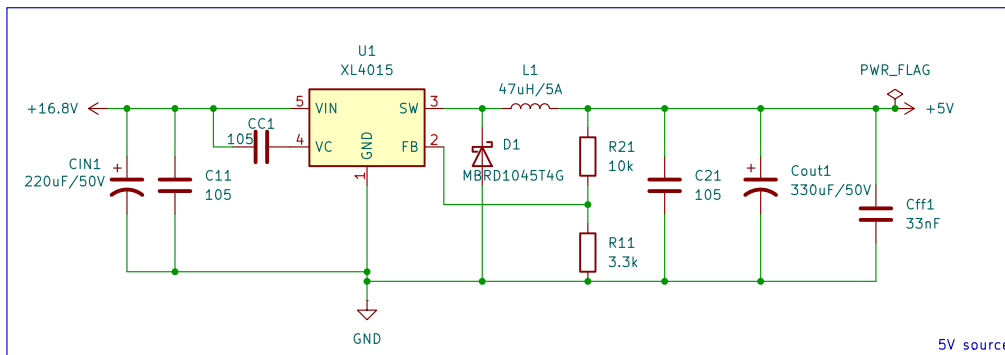 U1
XL4015
L1
47uH/5A
PWR_FLAG
+16.8V
5
VIN
SW
3
+5V
CC1
105
4
VC
GND
FB
2
1
D1
MBRD1045T4G
R21
10k
CIN1
220uF/50V
+
C11
105
C21
105
+
Cout1
330uF/50V
Cff1
33nF
R11
3.3k
GND
5V source